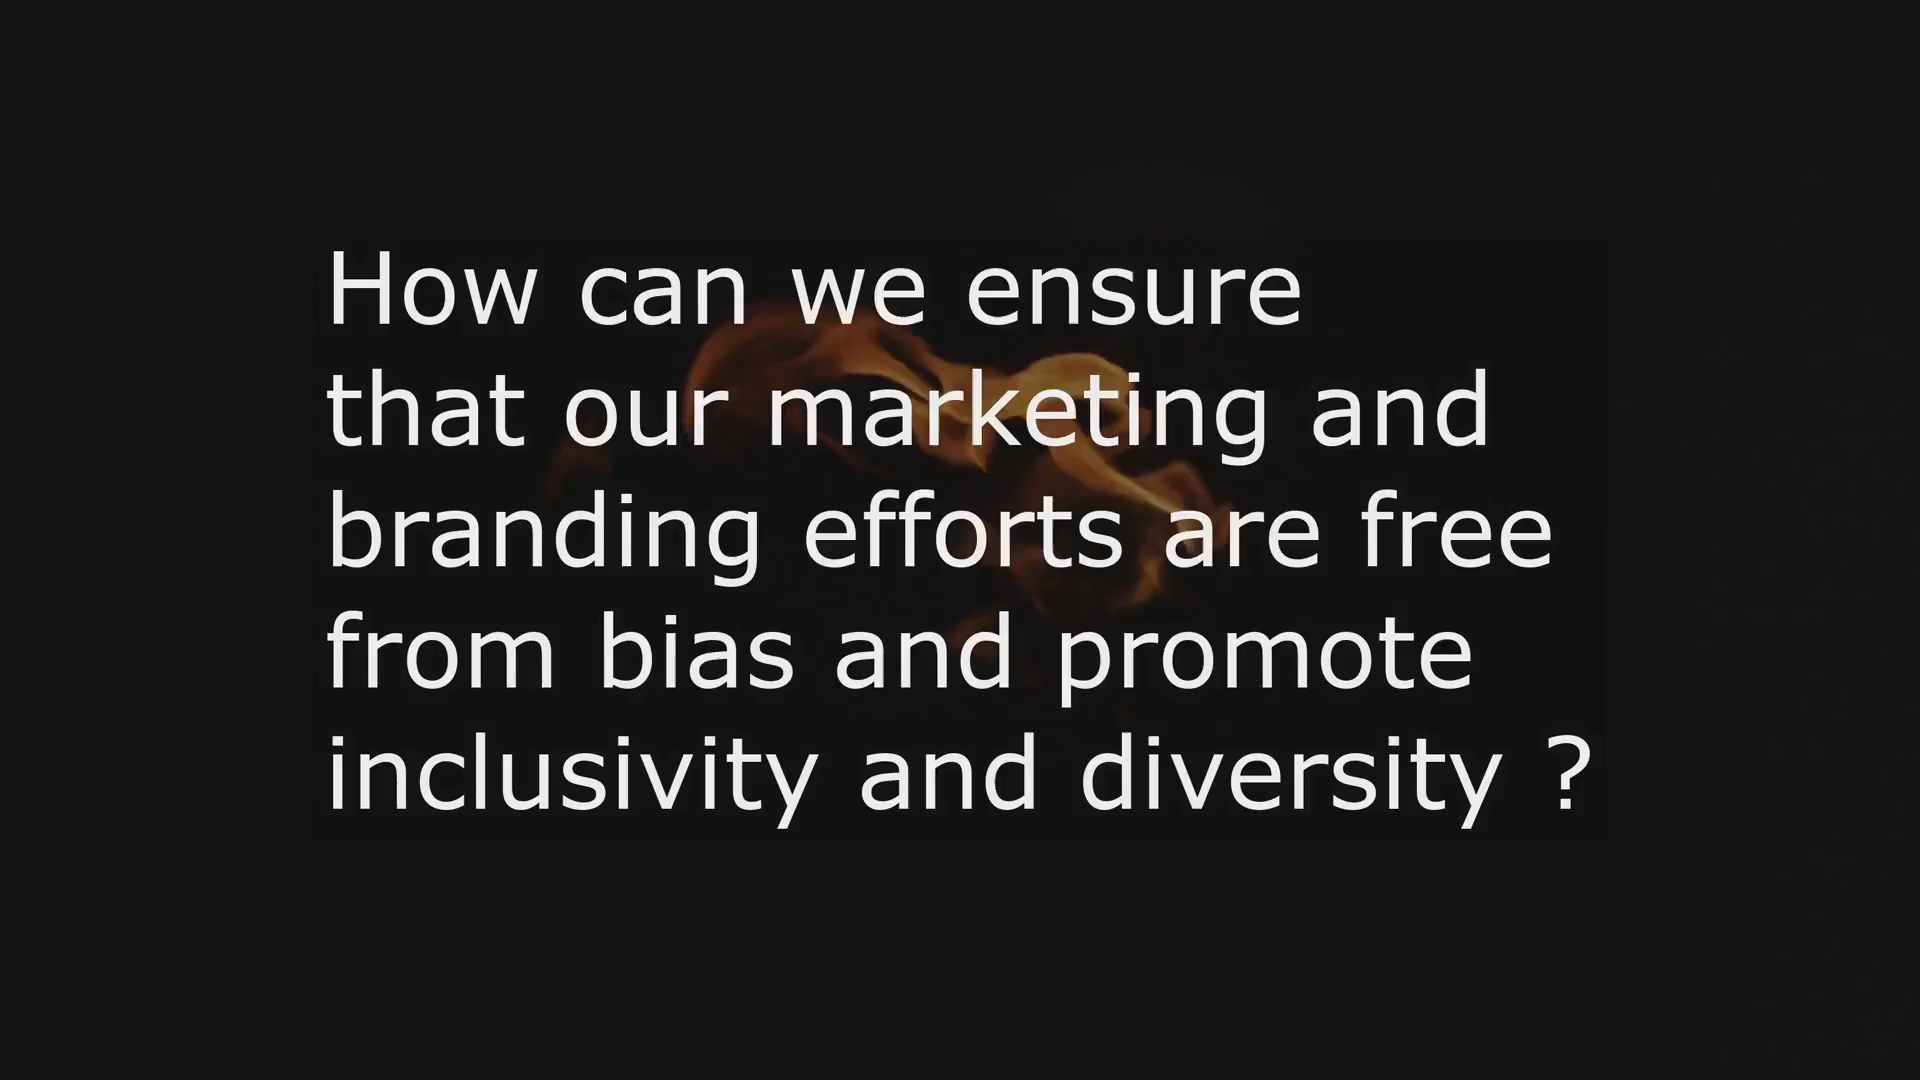 How can we ensure
that our marketing and
branding efforts are free
from bias and promote
inclusivity and diversity ?